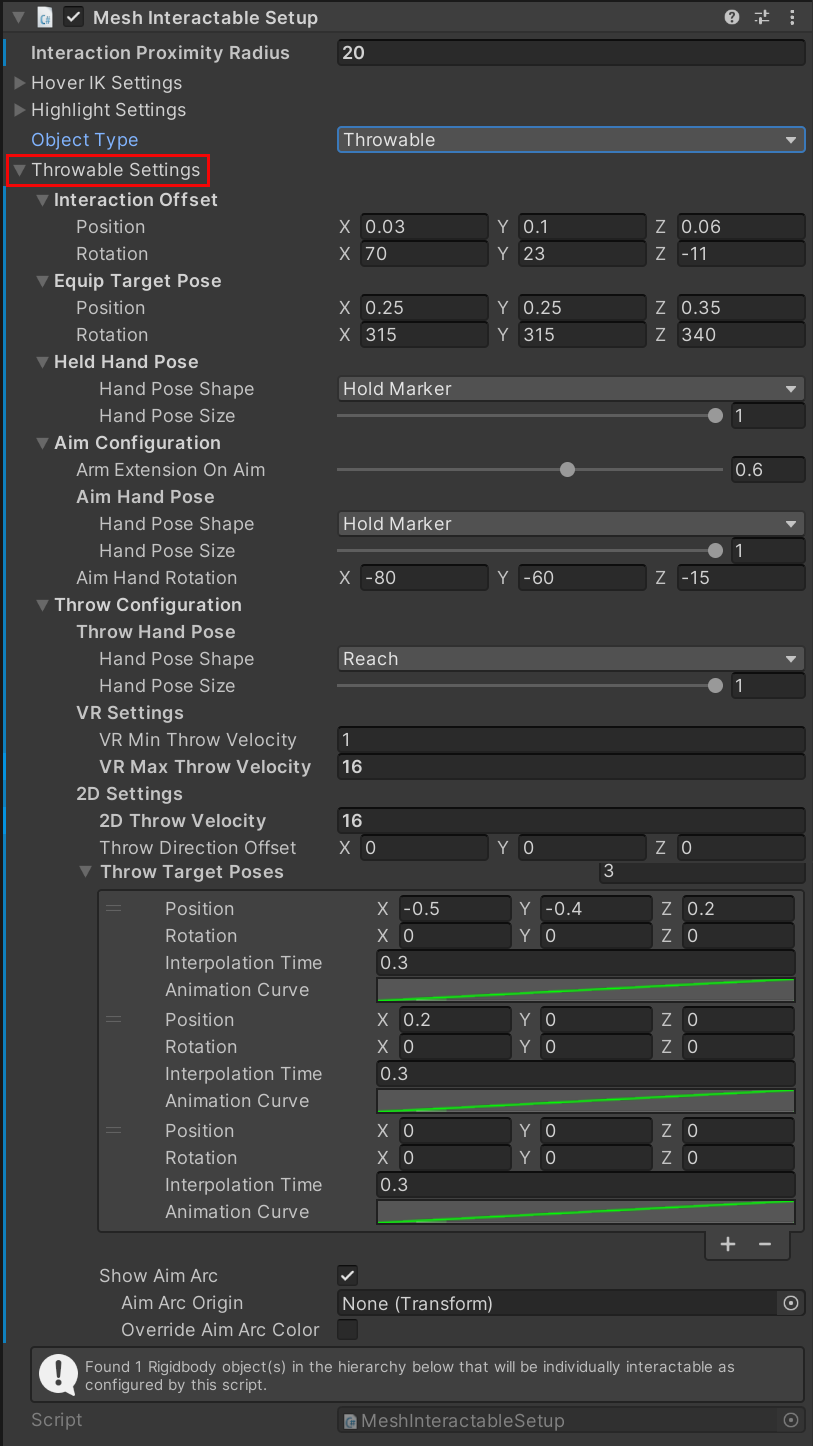 Mesh Interactable Setup
Interaction Proximity Radius 20
Hover IK Settings
Highlight Settings
Object Type Throwable
Throwable Settings
Interaction Offset
Position X 0.03 Y 0.1 Z 0.06
Rotation X 70 Y 23 Z -11
Equip Target Pose
Position X 0.25 Y 0.25 Z 0.35
Rotation X 315 Y 315 Z 340
Held Hand Pose
Hand Pose Shape Hold Marker
Hand Pose Size 1
Aim Configuration
Arm Extension On Aim 0.6
Aim Hand Pose
Hand Pose Shape Hold Marker
Hand Pose Size 1
Aim Hand Rotation X -80 Y -60 Z -15
Throw Configuration
Throw Hand Pose
Hand Pose Shape Reach
Hand Pose Size 1
VR Settings
VR Min Throw Velocity 1
VR Max Throw Velocity 16
2D Settings
2D Throw Velocity 16
Throw Direction Offset X 0 Y 0 Z 0
Throw Target Poses 3
Position X -0.5 Y -0.4 Z 0.2
Rotation X 0 Y 0 Z 0
Interpolation Time 0.3
Animation Curve
Position X 0.2 Y 0 Z 0
Rotation X 0 Y 0 Z 0
Interpolation Time 0.3
Animation Curve
Position X 0 Y 0 Z 0
Rotation X 0 Y 0 Z 0
Interpolation Time 0.3
Animation Curve
+ −
Show Aim Arc
Aim Arc Origin None (Transform)
Override Aim Arc Color
Found 1 Rigidbody object(s) in the hierarchy below that will be individually interactable as
configured by this script.
Script MeshInteractableSetup